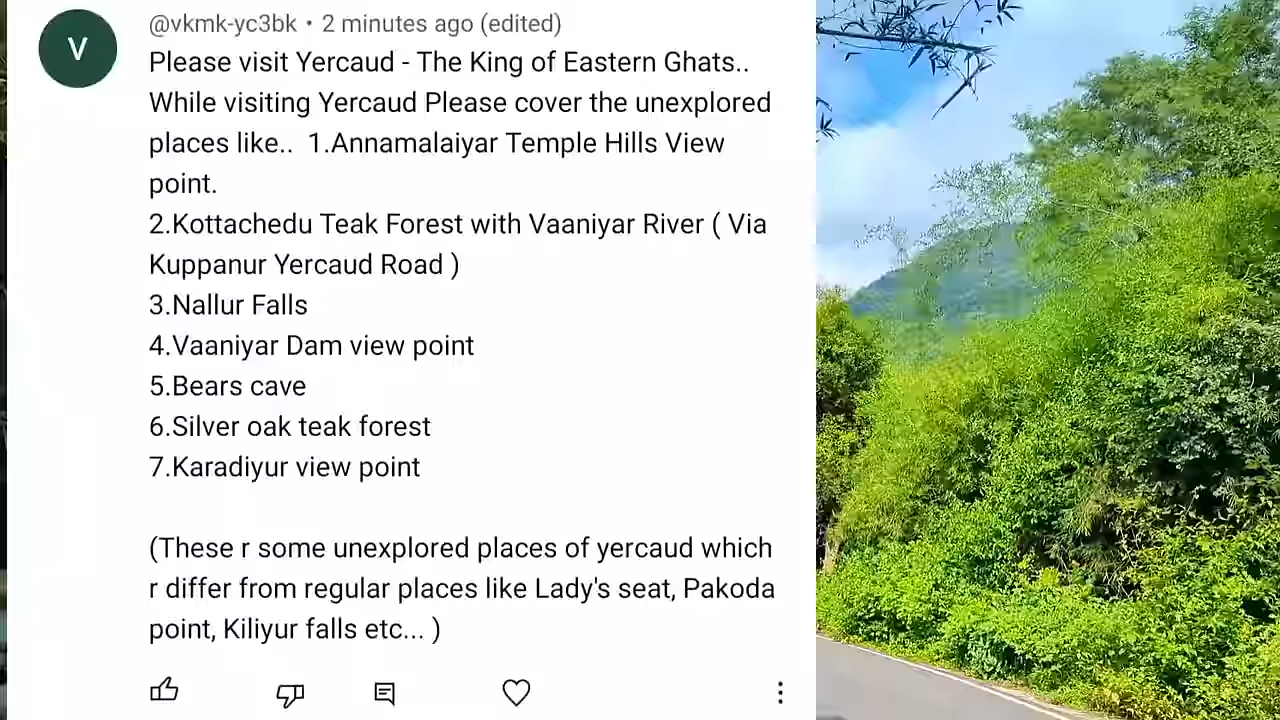 V
@vkmk-yc3bk • 2 minutes ago (edited)
Please visit Yercaud - The King of Eastern Ghats..
While visiting Yercaud Please cover the unexplored
places like..  1.Annamalaiyar Temple Hills View
point.
2.Kottachedu Teak Forest with Vaaniyar River ( Via
Kuppanur Yercaud Road )
3.Nallur Falls
4.Vaaniyar Dam view point
5.Bears cave
6.Silver oak teak forest
7.Karadiyur view point
(These r some unexplored places of yercaud which
r differ from regular places like Lady's seat, Pakoda
point, Kiliyur falls etc... )